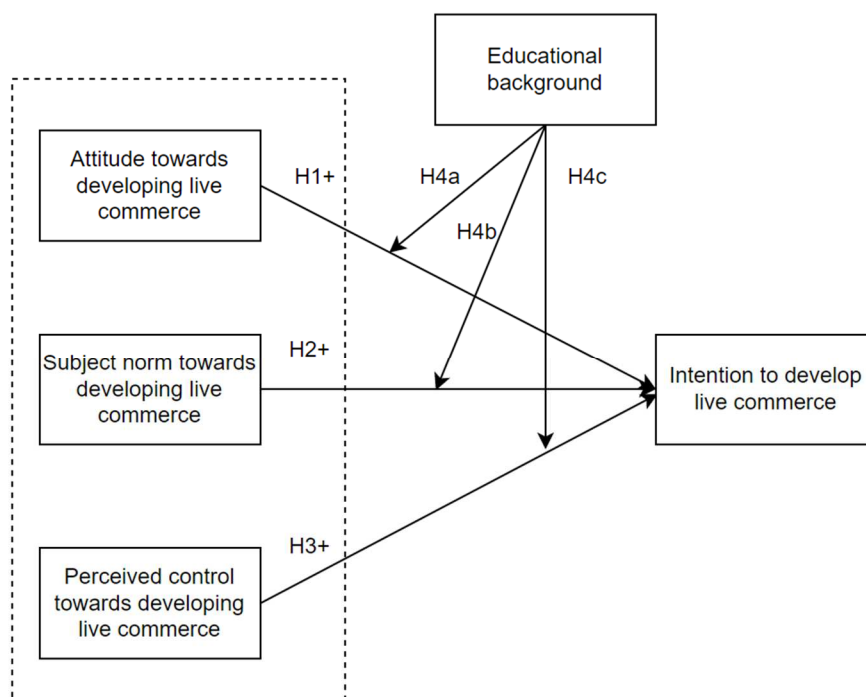 Educational
background
Attitude towards
developing live
commerce
H1+
H4a
H4c
H4b
Subject norm towards
developing live
commerce
H2+
Intention to develop
live commerce
H3+
Perceived control
towards developing
live commerce